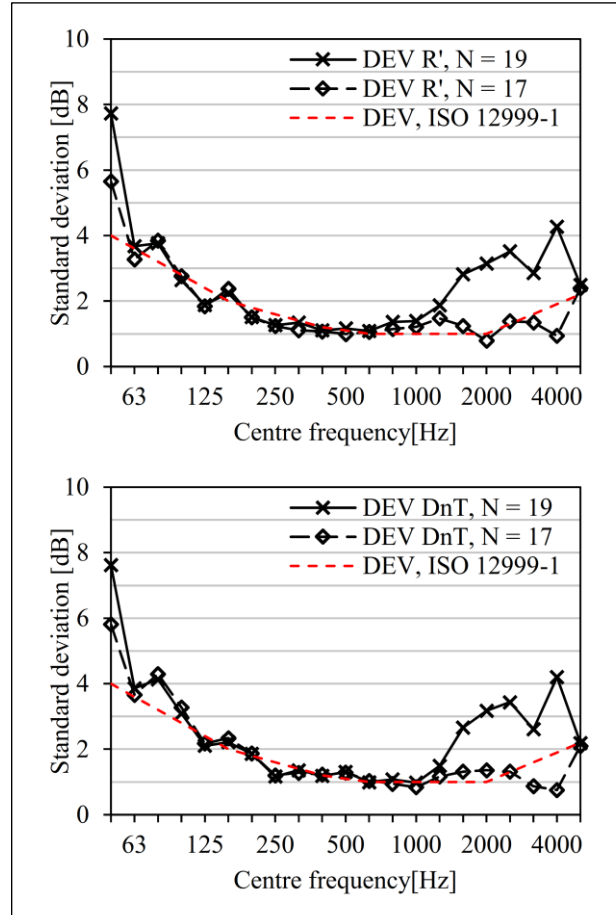 10
8
6
4
2
0
Standard deviation [dB]
DEV R', N = 19
DEV R', N = 17
DEV, ISO 12999-1
63 125 250 500 1000 2000 4000
Centre frequency[Hz]
10
8
6
4
2
0
Standard deviation [dB]
DEV DnT, N = 19
DEV DnT, N = 17
DEV, ISO 12999-1
63 125 250 500 1000 2000 4000
Centre frequency[Hz]